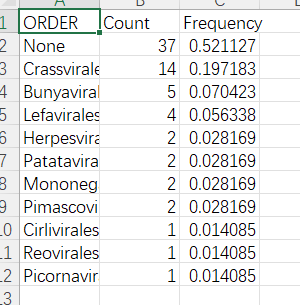 A B C
1 ORDER Count Frequency
2 None 37 0.521127
3 Crassvirale 14 0.197183
4 Bunyaviral 5 0.070423
5 Lefavirales 4 0.056338
6 Herpesvira 2 0.028169
7 Patatavira 2 0.028169
8 Mononeg 2 0.028169
9 Pimascovi 2 0.028169
10 Cirlivirales 1 0.014085
11 Reovirales 1 0.014085
12 Picornavir 1 0.014085
13